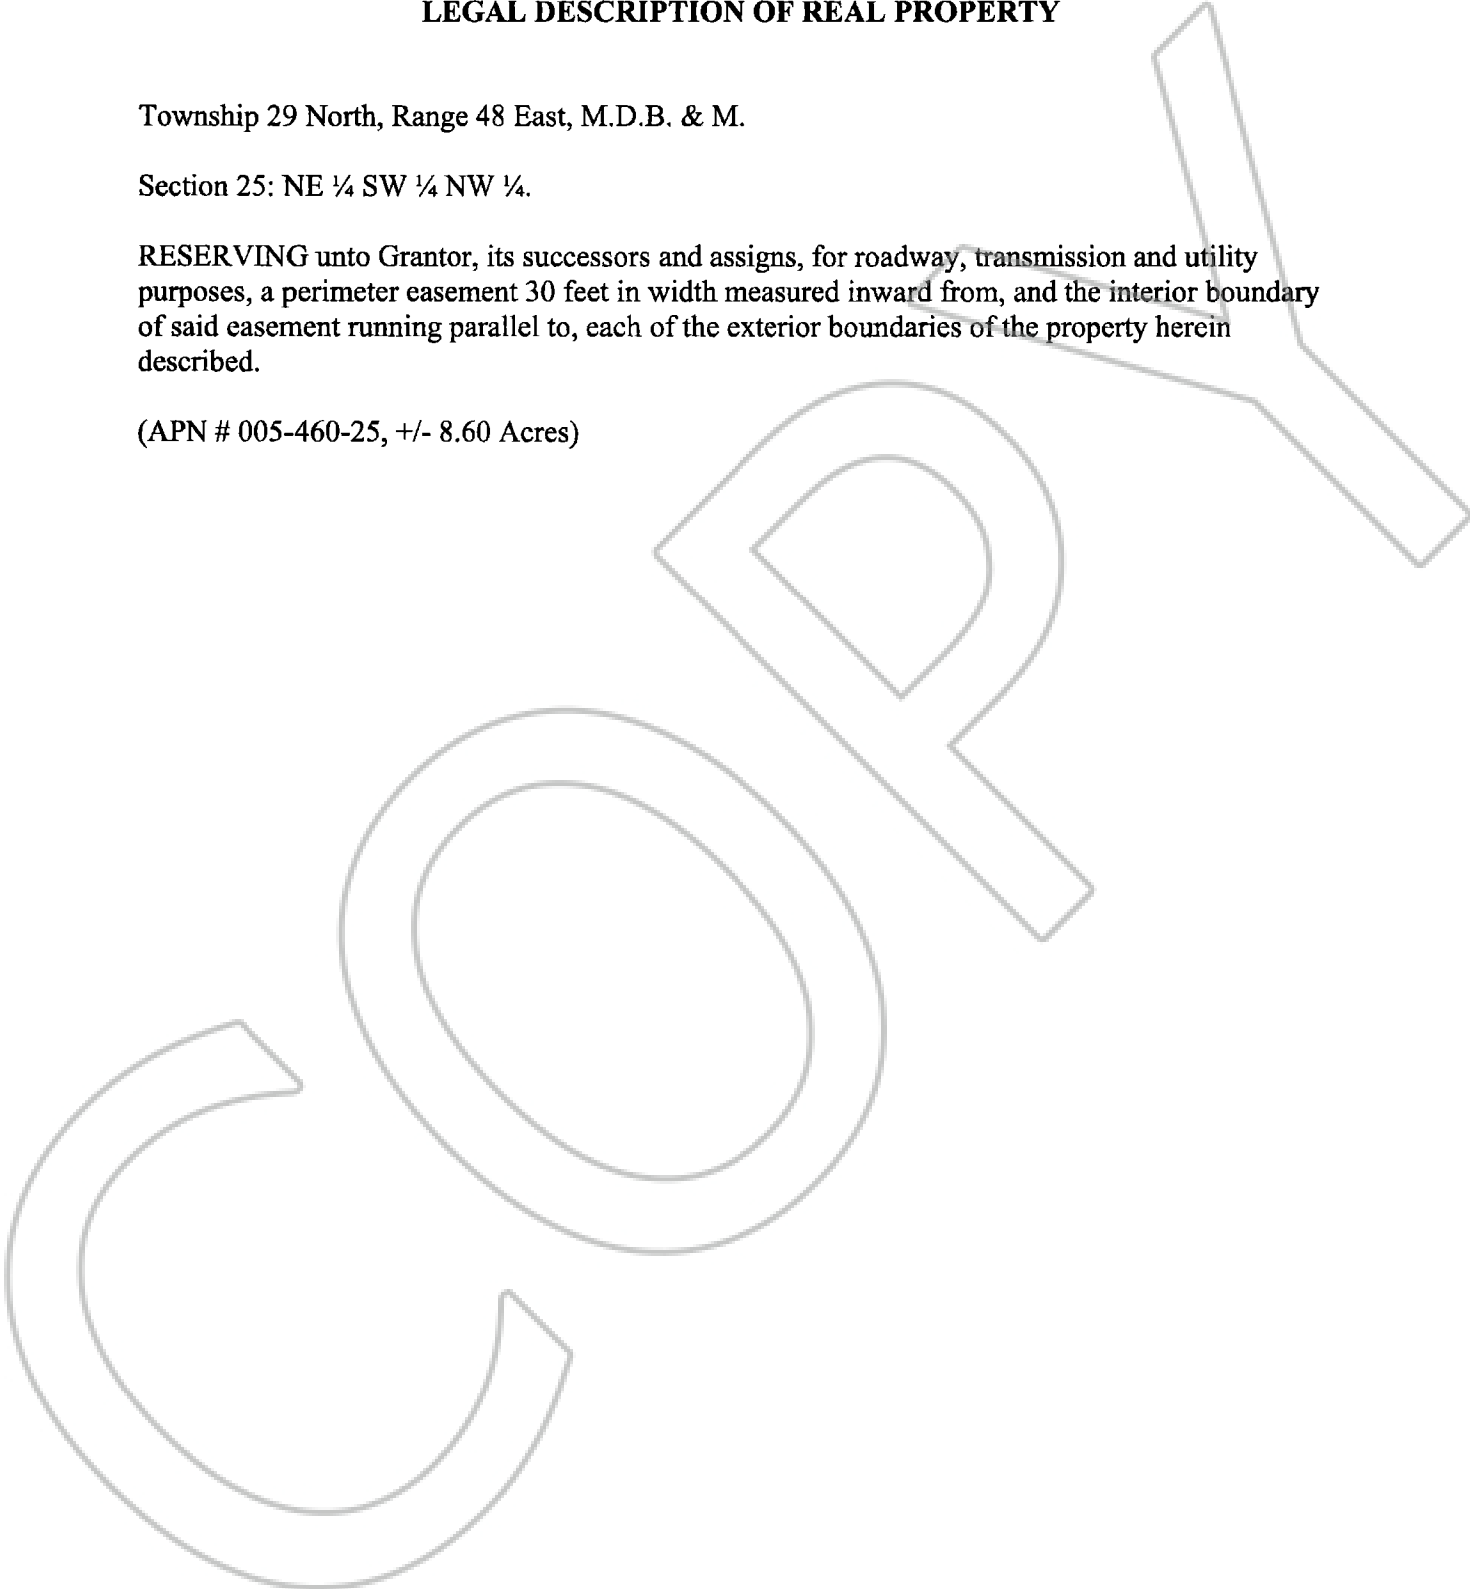 LEGAL DESCRIPTION OF REAL PROPERTY
Township 29 North, Range 48 East, M.D.B. & M.
Section 25: NE ¼ SW ¼ NW ¼.
RESERVING unto Grantor, its successors and assigns, for roadway, transmission and utility
purposes, a perimeter easement 30 feet in width measured inward from, and the interior boundary
of said easement running parallel to, each of the exterior boundaries of the property herein
described.
(APN # 005-460-25, +/- 8.60 Acres)
COPY